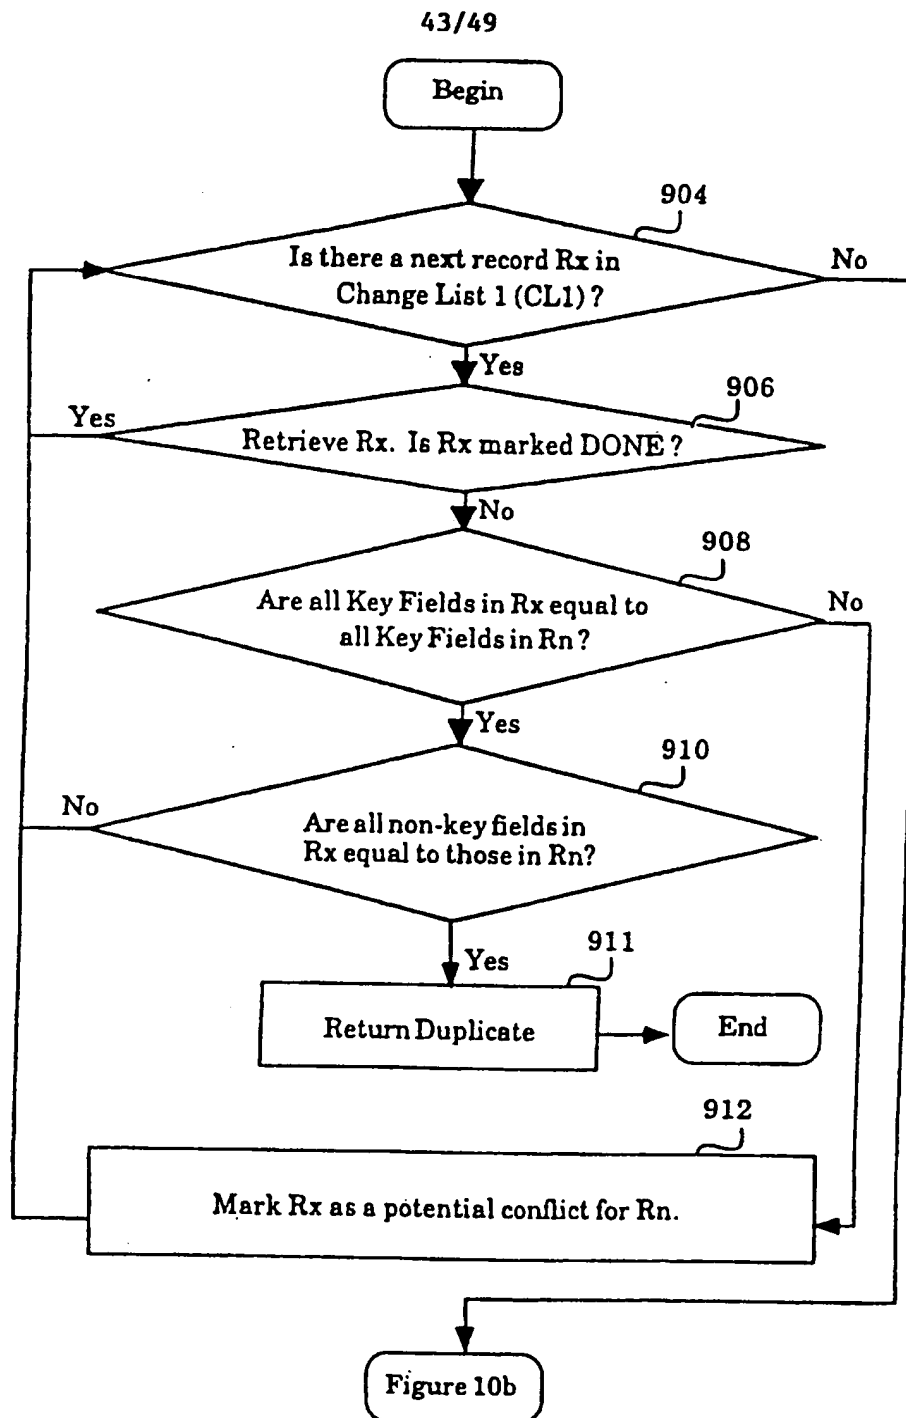 43/49
Begin
904
Is there a next record Rx in
Change List 1 (CL1)?
No
Yes
906
Yes
Retrieve Rx. Is Rx marked DONE?
No
908
Are all Key Fields in Rx equal to
all Key Fields in Rn?
No
Yes
910
No
Are all non-key fields in
Rx equal to those in Rn?
Yes
911
Return Duplicate
End
912
Mark Rx as a potential conflict for Rn.
Figure 10b